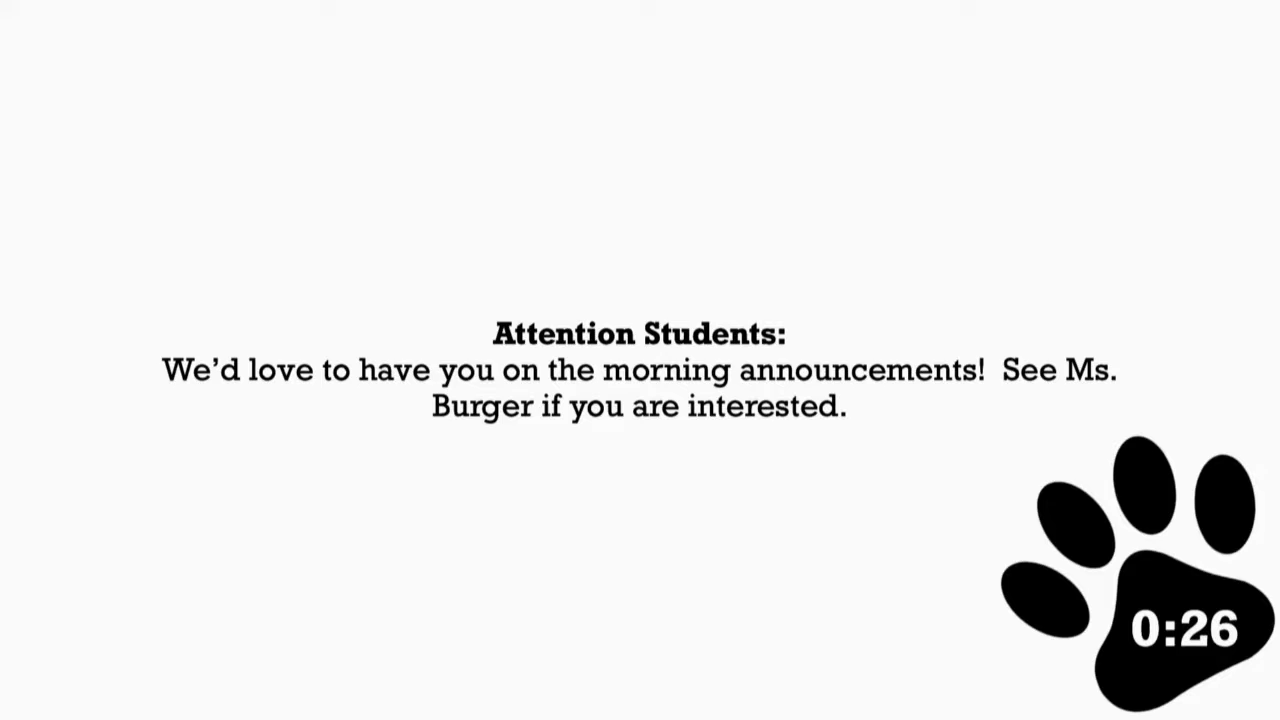 Attention Students:
We’d love to have you on the morning announcements!  See Ms.
Burger if you are interested.
0:26